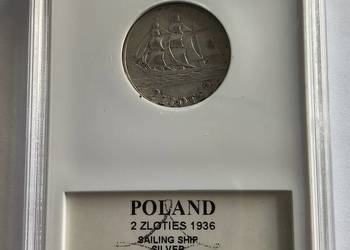 POLAND
2 ZLOTIES 1936
SAILING SHIP
SILVER